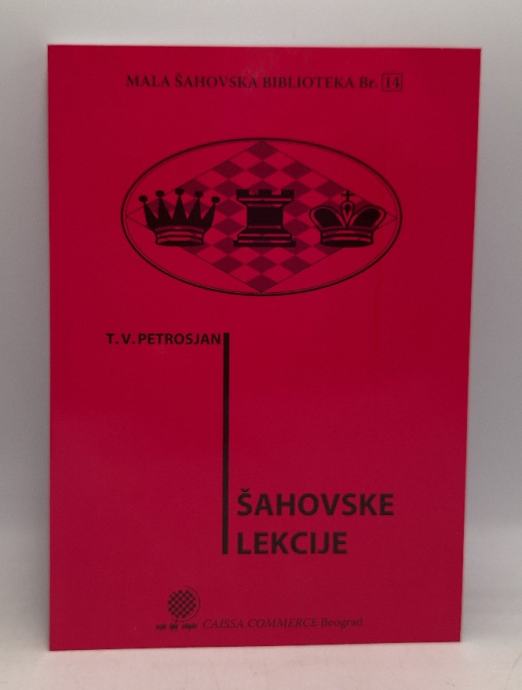 MALA ŠAHOVSKA BIBLIOTEKA Br. 14
T. V. PETROSJAN
ŠAHOVSKE
LEKCIJE
CAISSA COMMERCE Beograd